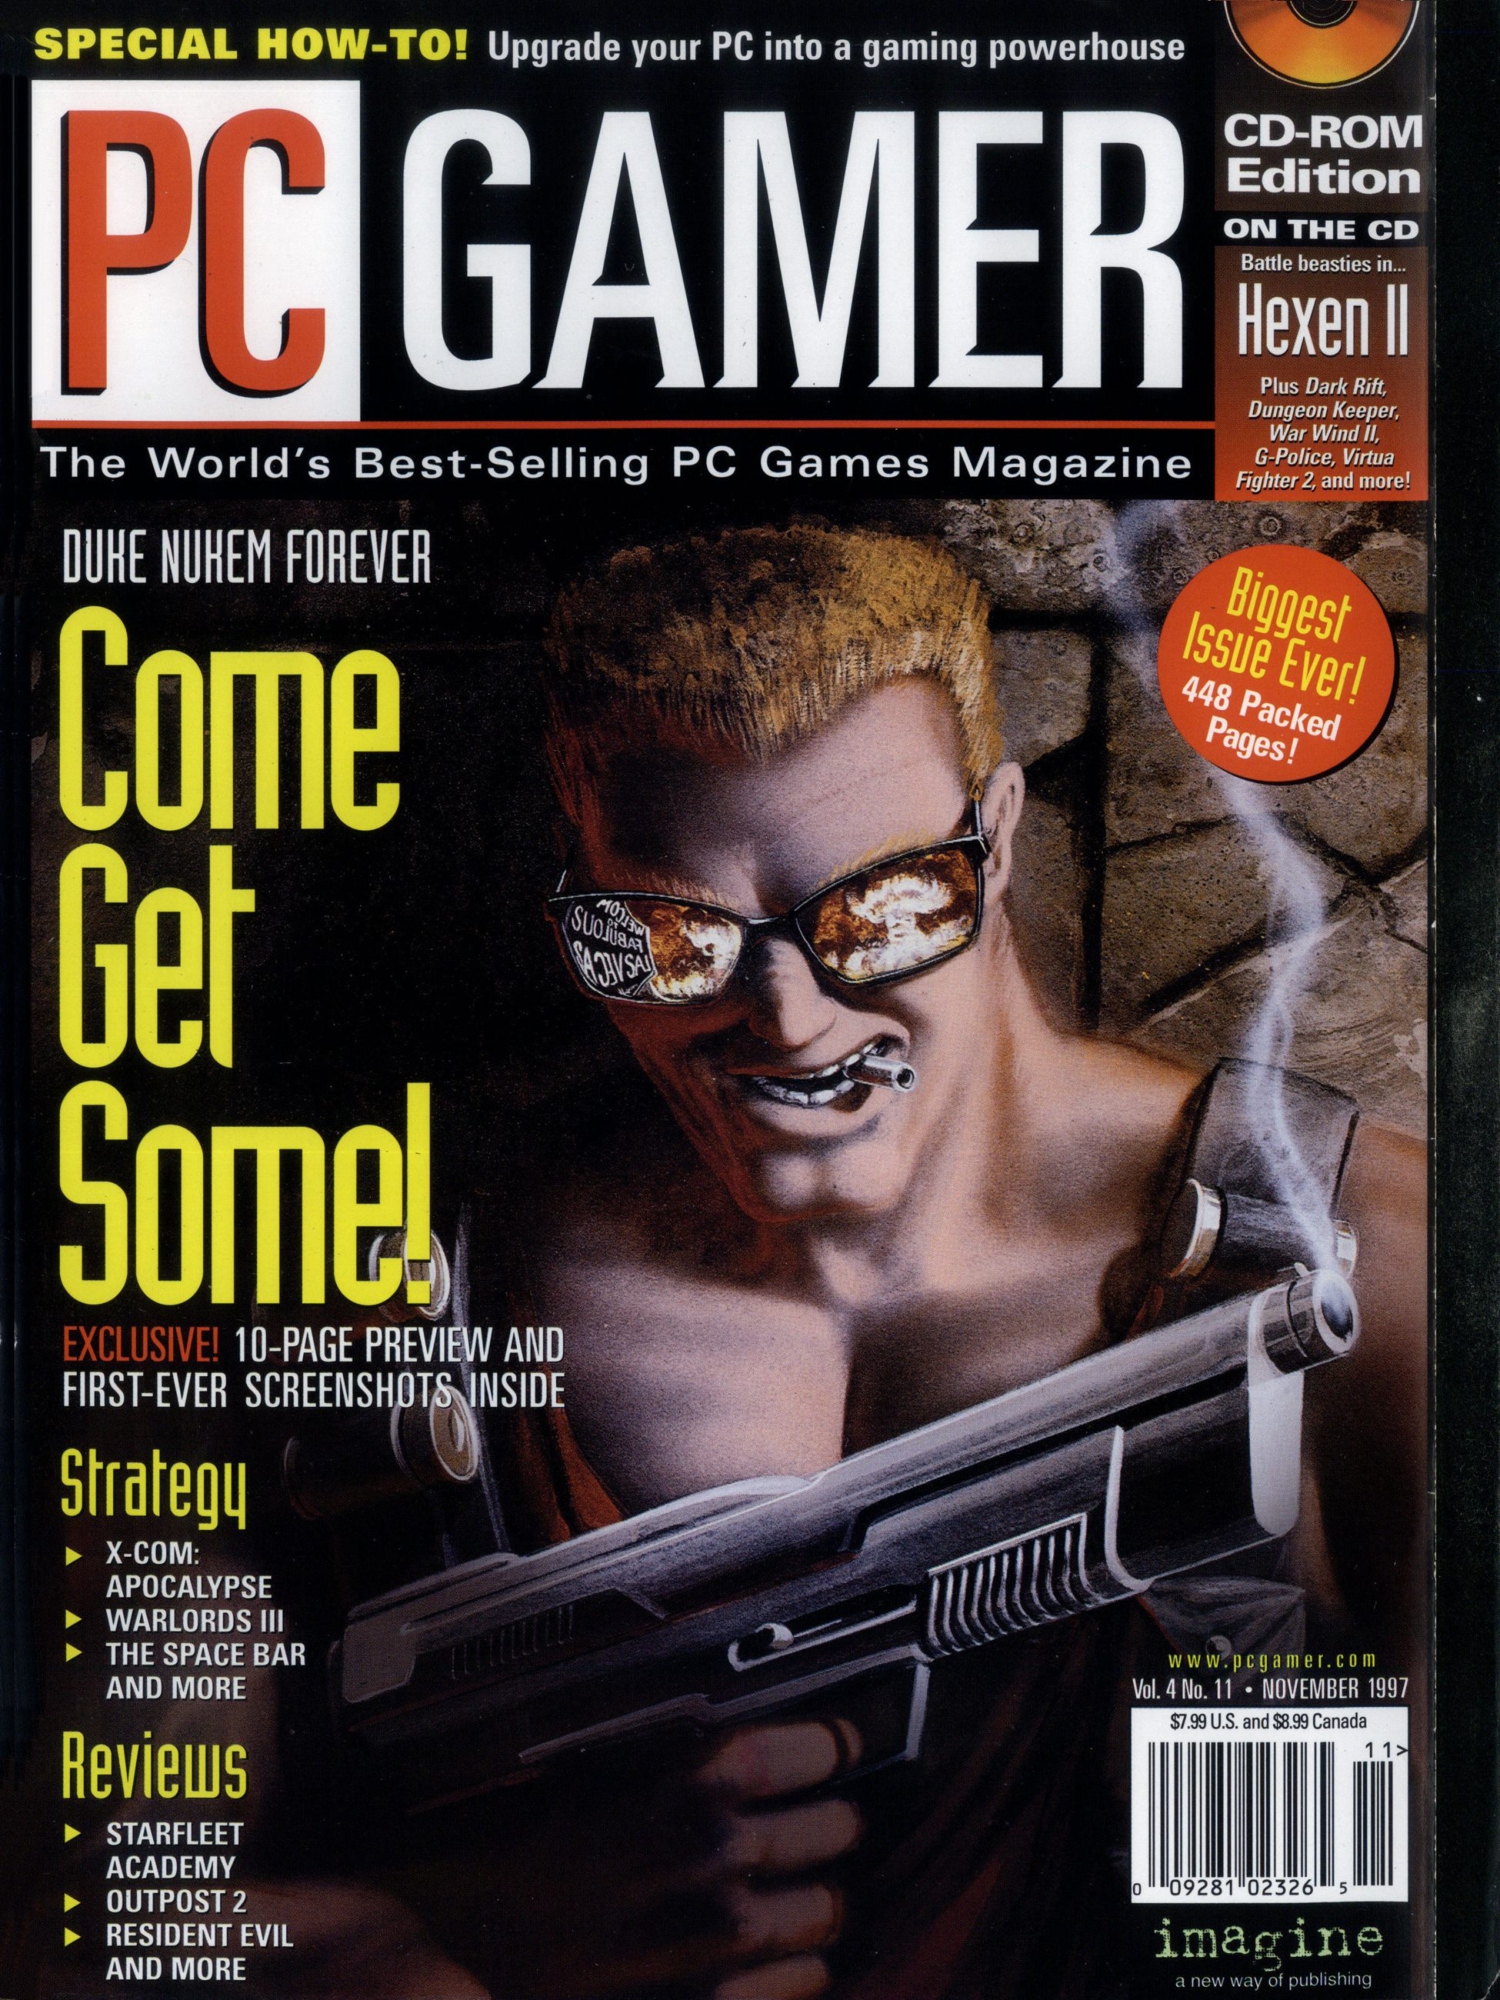 SPECIAL HOW-TO! Upgrade your PC into a gaming powerhouse
PC GAMER
The World's Best-Selling PC Games Magazine
CD-ROM
Edition
ON THE CD
Battle beasties in...
Hexen II
Plus Dark Rift,
Dungeon Keeper,
War Wind II,
G-Police, Virtua
Fighter 2, and more!
DUKE NUKEM FOREVER
Come
Get
Some!
EXCLUSIVE! 10-PAGE PREVIEW AND
FIRST-EVER SCREENSHOTS INSIDE
Biggest
Issue Ever!
448 Packed
Pages!
WELCOM
TO
FABULOUS
LAS VEGAS
Strategy
X-COM:
APOCALYPSE
WARLORDS III
THE SPACE BAR
AND MORE
Reviews
STARFLEET
ACADEMY
OUTPOST 2
RESIDENT EVIL
AND MORE
www.pcgamer.com
Vol. 4 No. 11 • NOVEMBER 1997
$7.99 U.S. and $8.99 Canada
11>
0 09281 02326 5
imagine
a new way of publishing